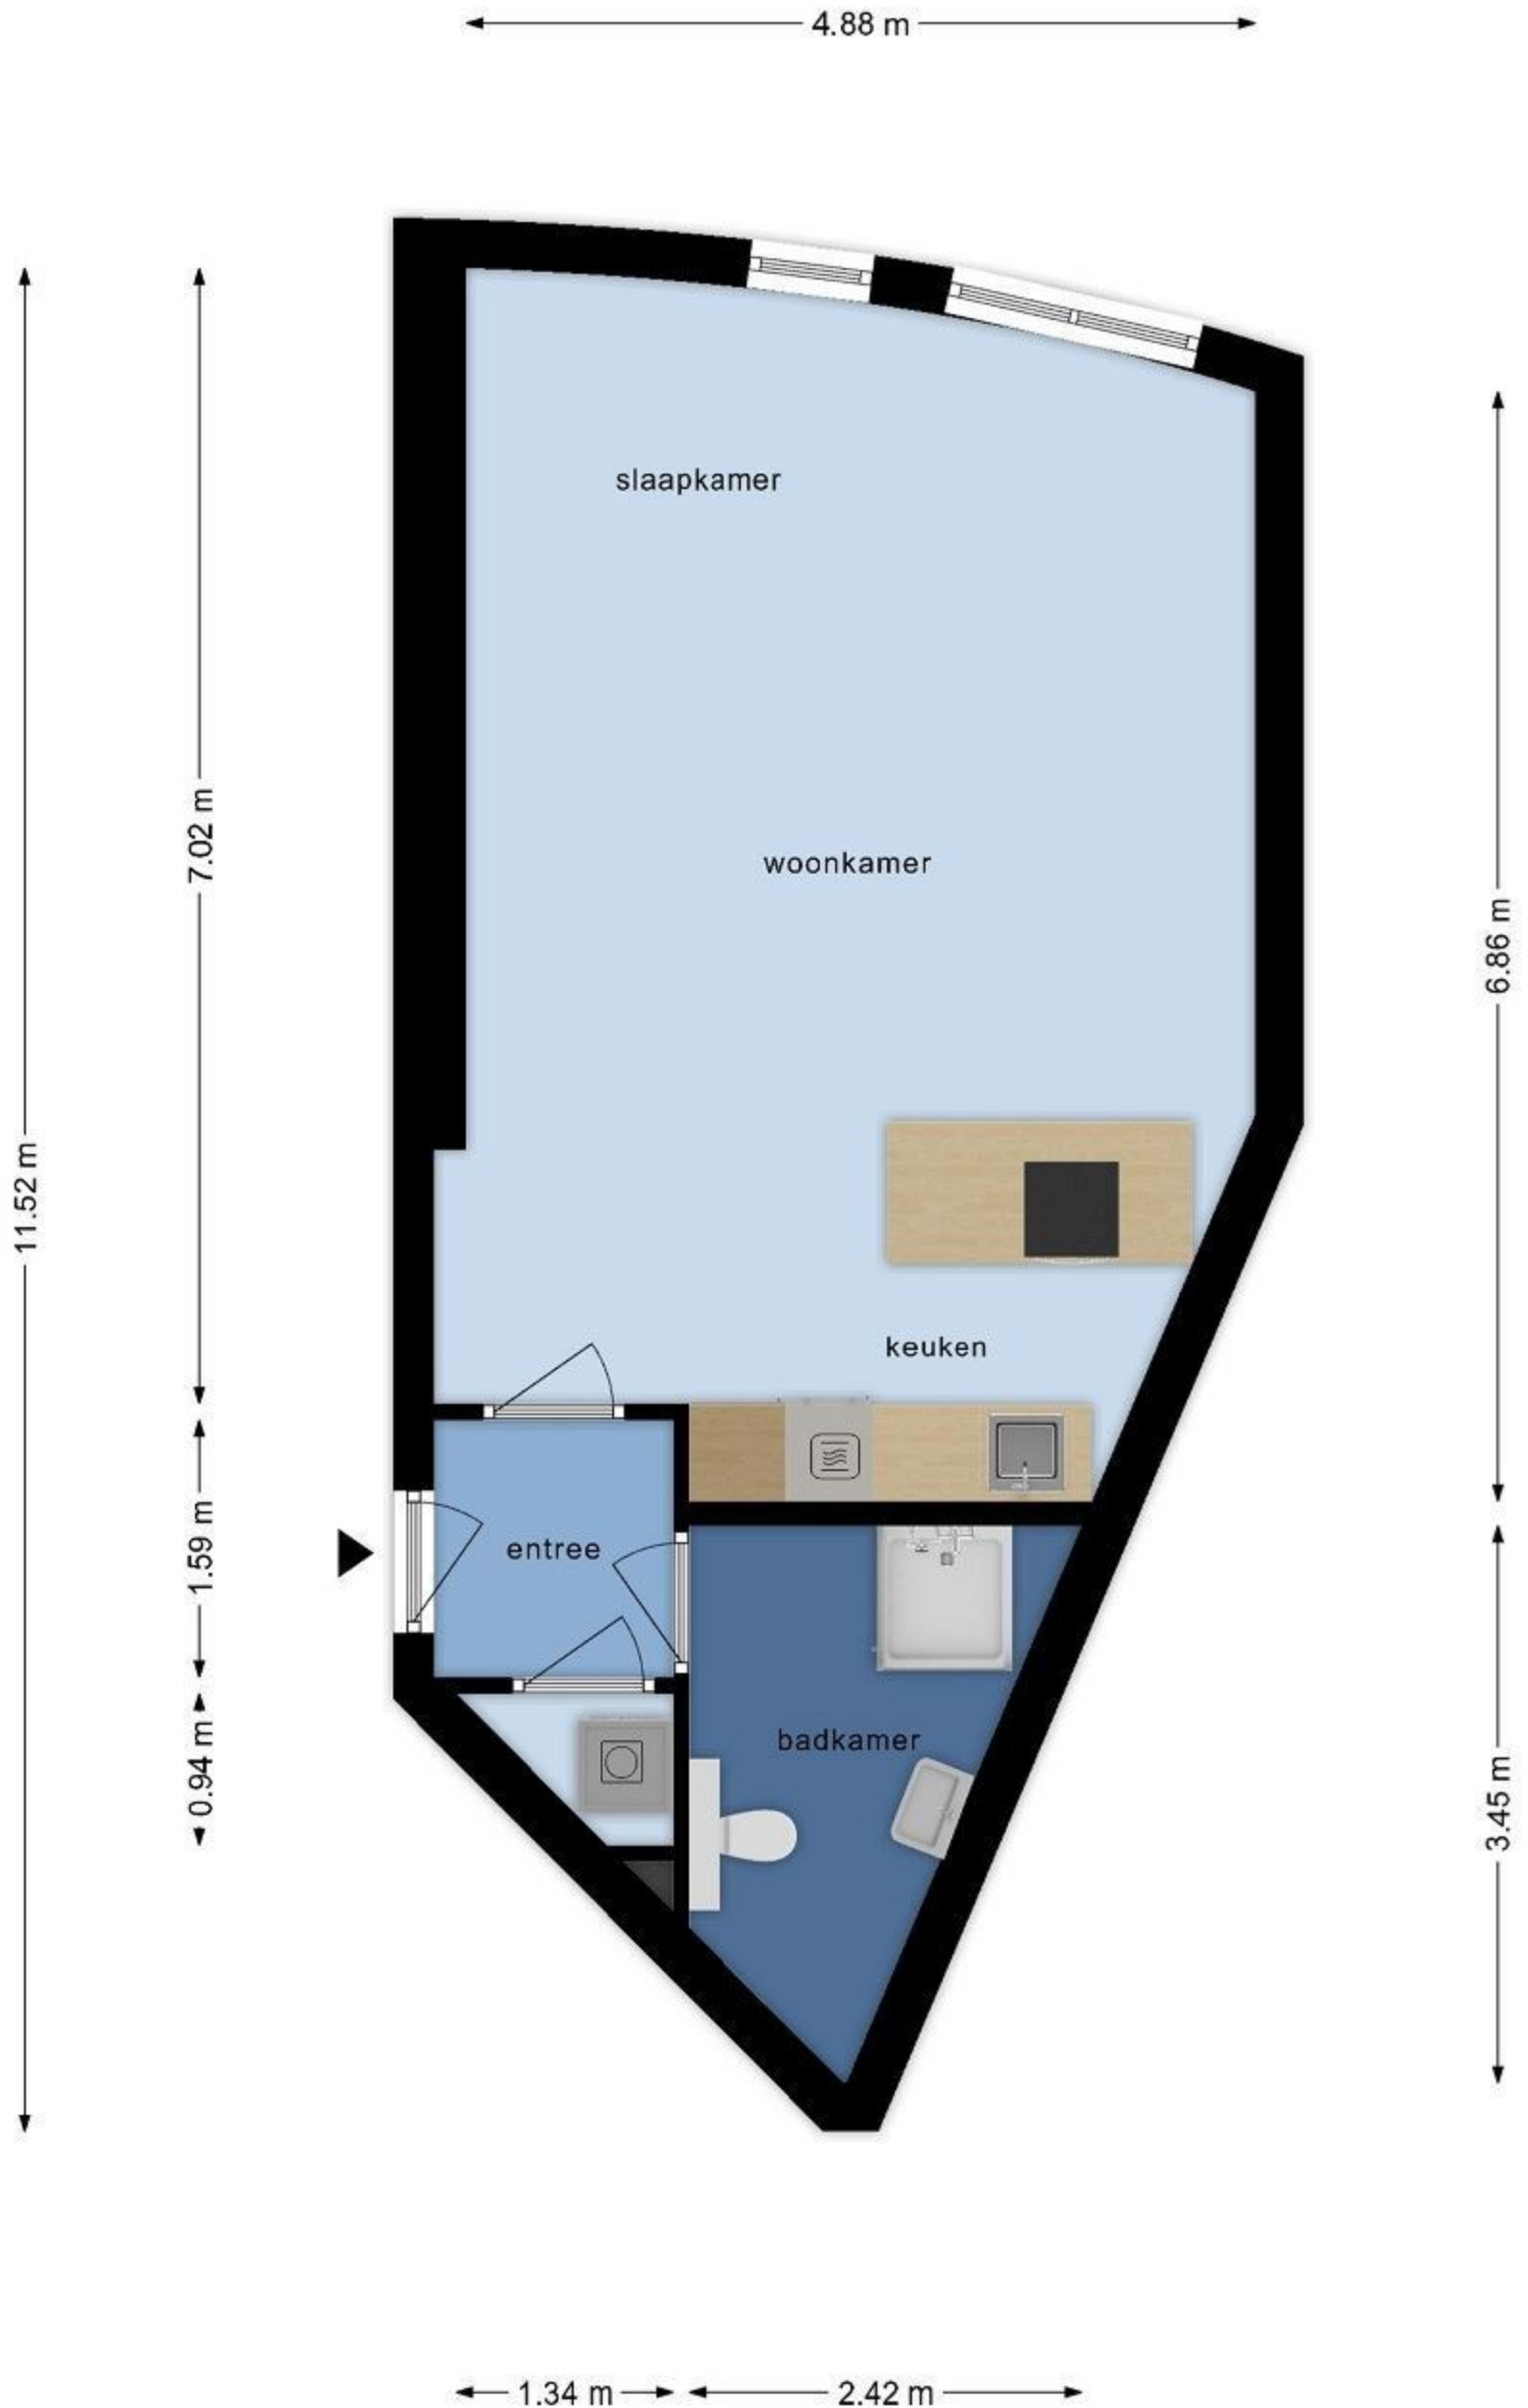 4.88 m
slaapkamer
7.02 m
woonkamer
6.86 m
11.52 m
keuken
1.59 m
entree
badkamer
0.94 m
3.45 m
1.34 m
2.42 m